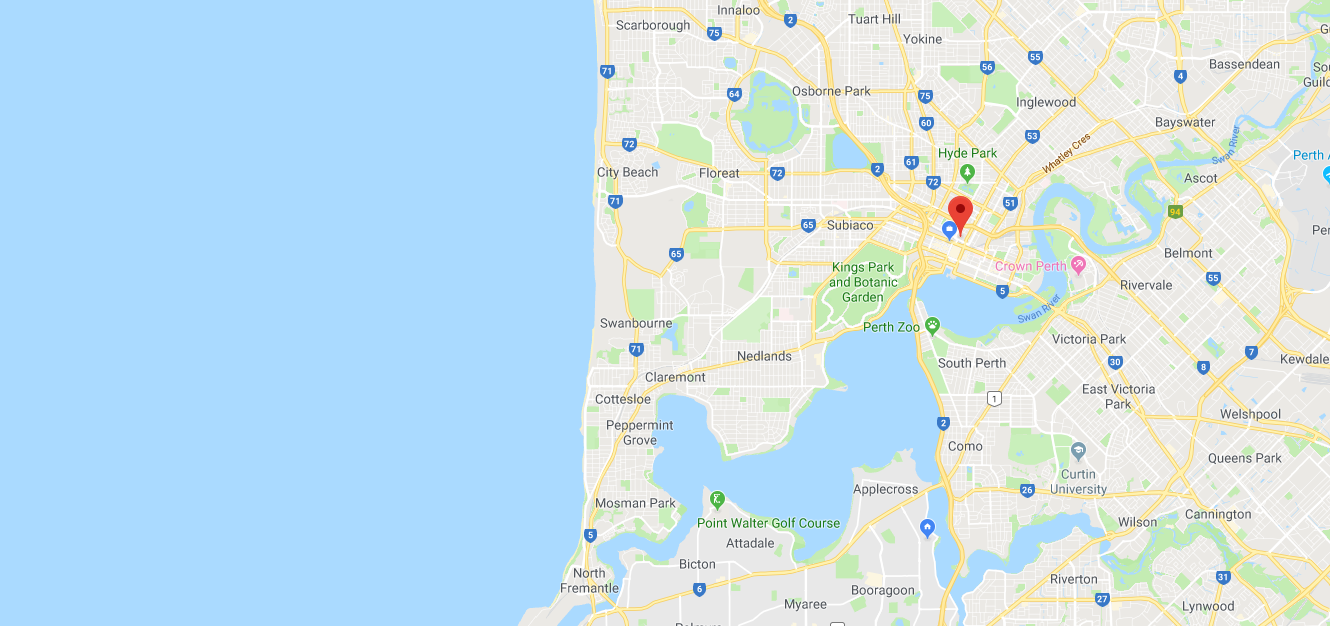 Innaloo
2
Tuart Hill
Scarborough
75
Yokine
55
56
Bassendean
71
4
64
Osborne Park
75
Inglewood
60
Bayswater
53
Swan River
72
Hyde Park
Whatley Cres
Perth
61
2
City Beach
Floreat
72
72
Ascot
71
51
94
65
Subiaco
65
Belmont
Kings Park
and Botanic
Garden
Crown Perth
55
Rivervale
5
Swan River
Swanbourne
Perth Zoo
Victoria Park
71
Nedlands
7
South Perth
30
8
Kewdale
Claremont
East Victoria
Park
Cottesloe
1
Welshpool
Peppermint
Grove
2
Como
Queens Park
Curtin
University
Applecross
26
Mosman Park
Point Walter Golf Course
Cannington
Wilson
5
Attadale
Bicton
North
Fremantle
6
Booragoon
Riverton
31
27
Myaree
Lynwood